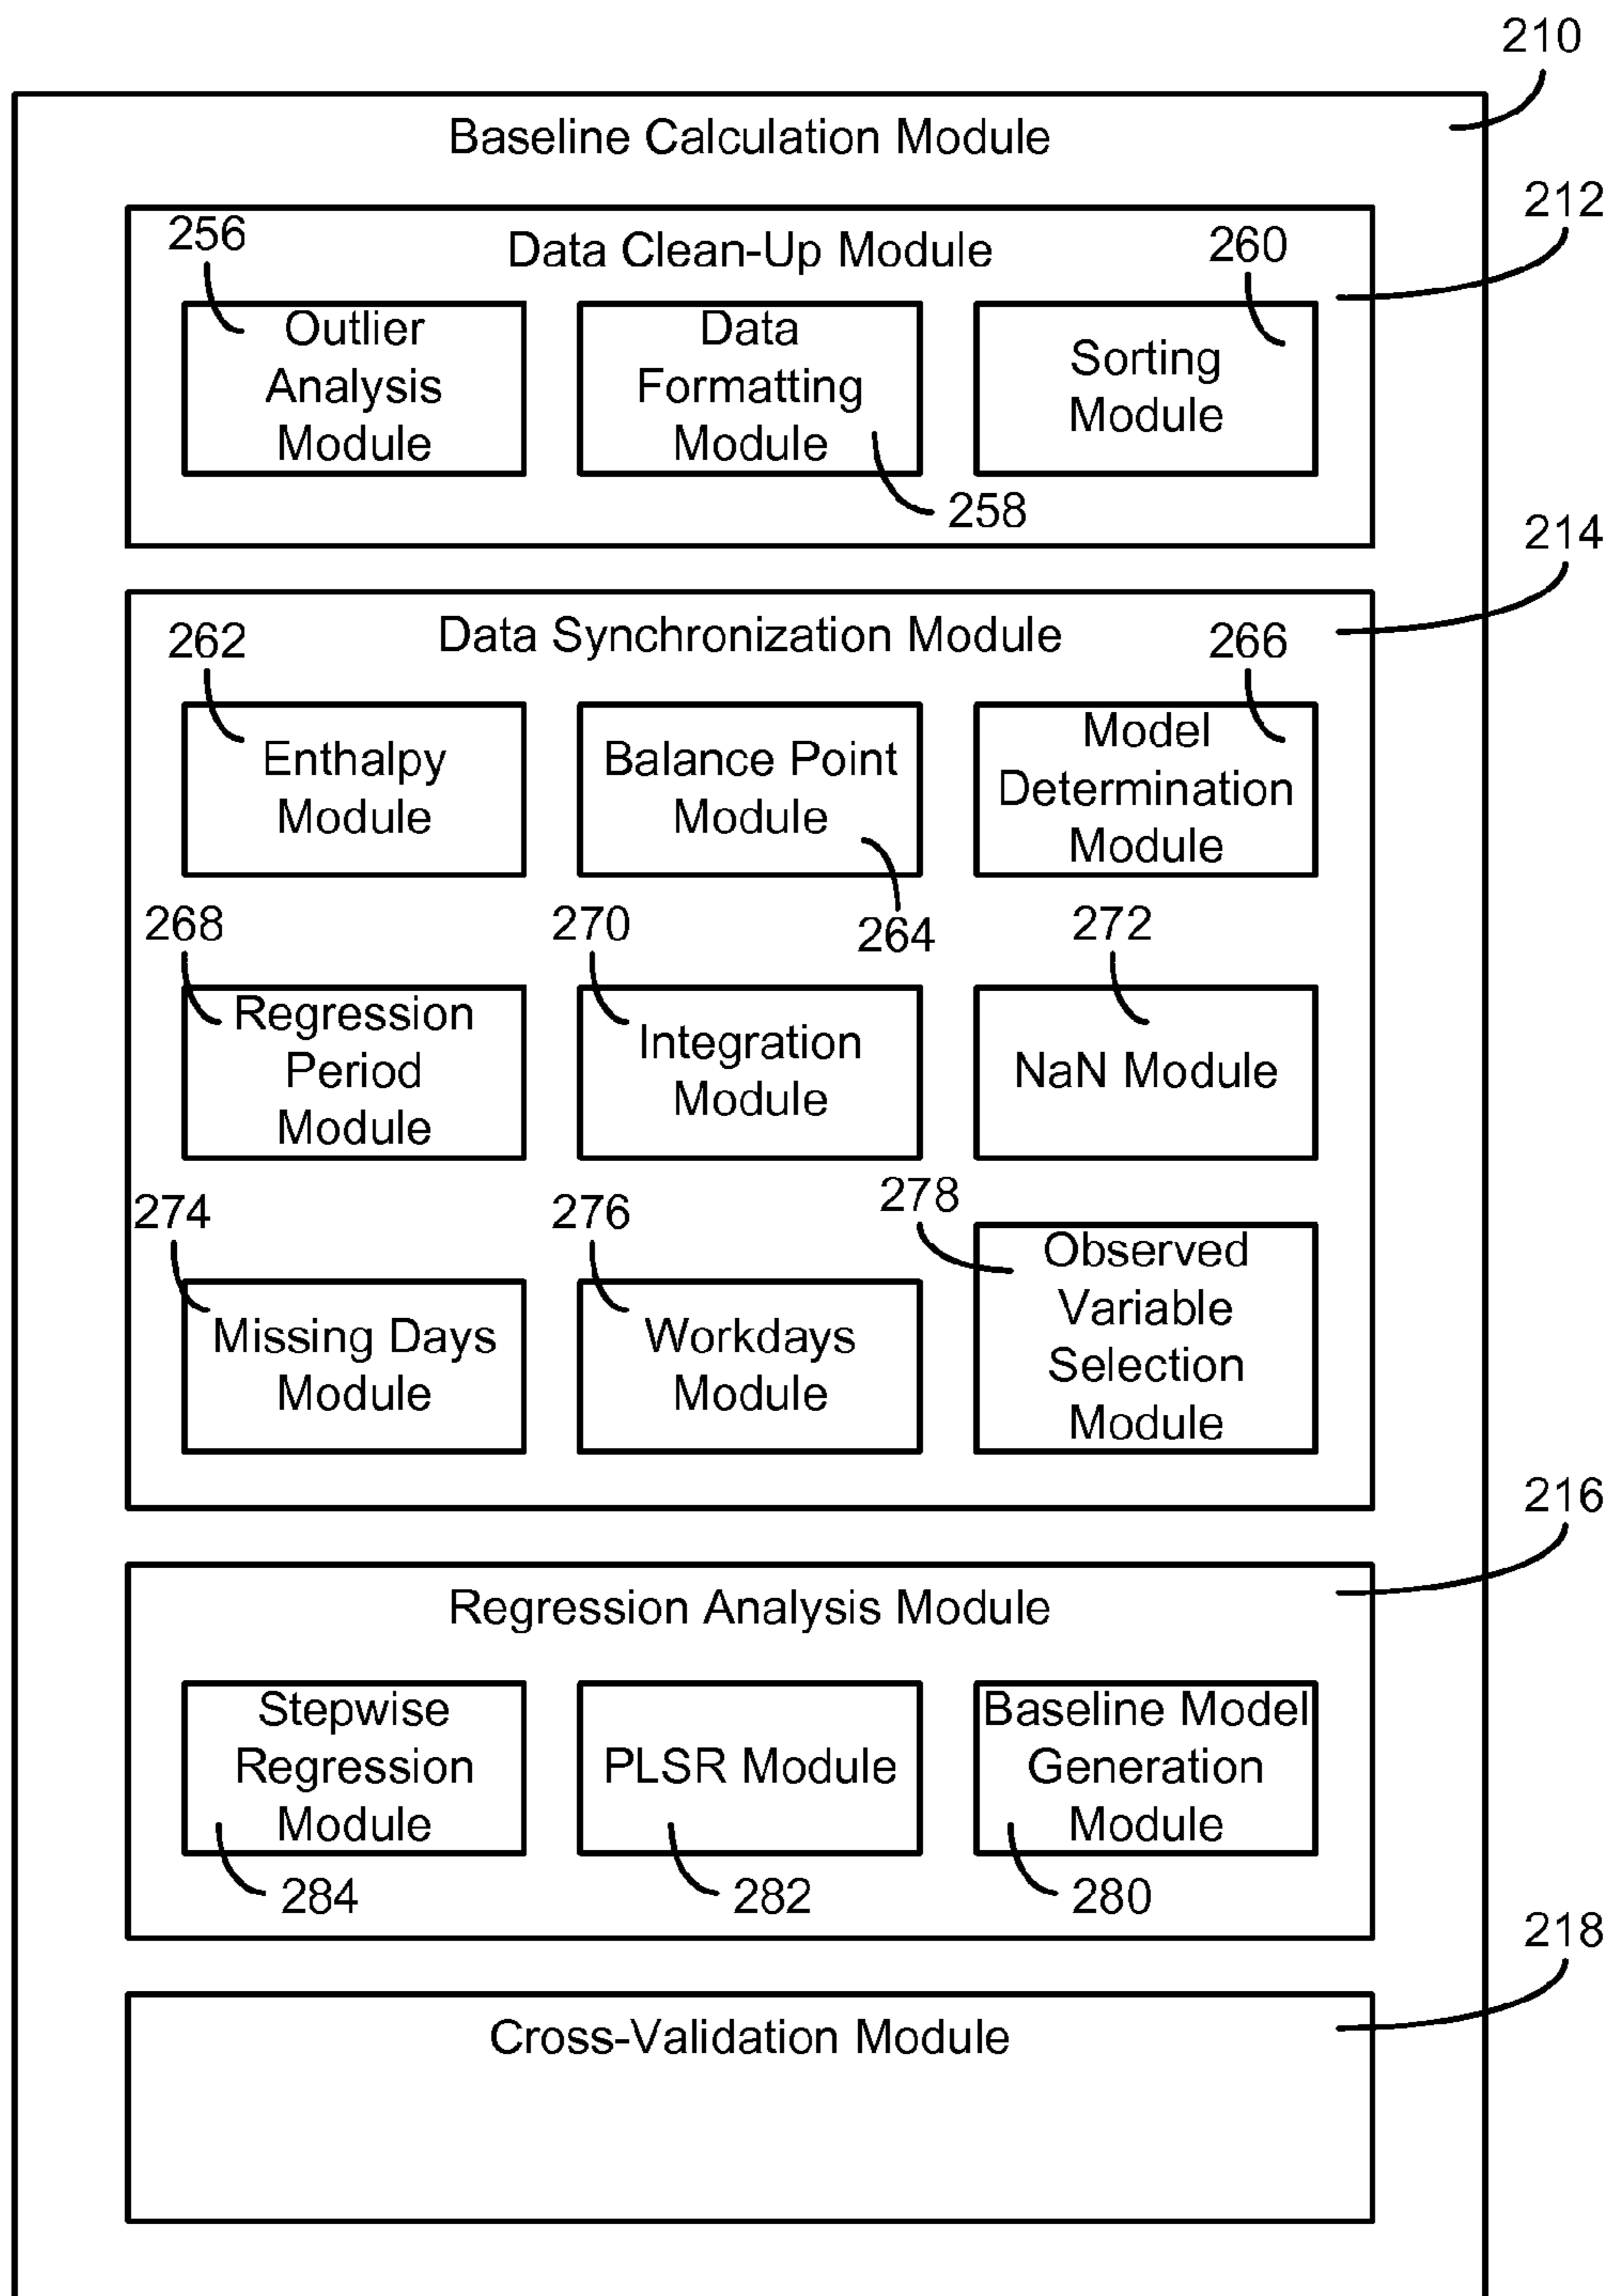 210
Baseline Calculation Module
212
256
Data Clean-Up Module
260
Outlier
Analysis
Module
Data
Formatting
Module
Sorting
Module
258
214
262
Data Synchronization Module
266
Enthalpy
Module
Balance Point
Module
Model
Determination
Module
264
268
270
272
Regression
Period
Module
Integration
Module
NaN Module
274
276
278
Missing Days
Module
Workdays
Module
Observed
Variable
Selection
Module
216
Regression Analysis Module
Stepwise
Regression
Module
PLSR Module
Baseline Model
Generation
Module
284
282
280
218
Cross-Validation Module